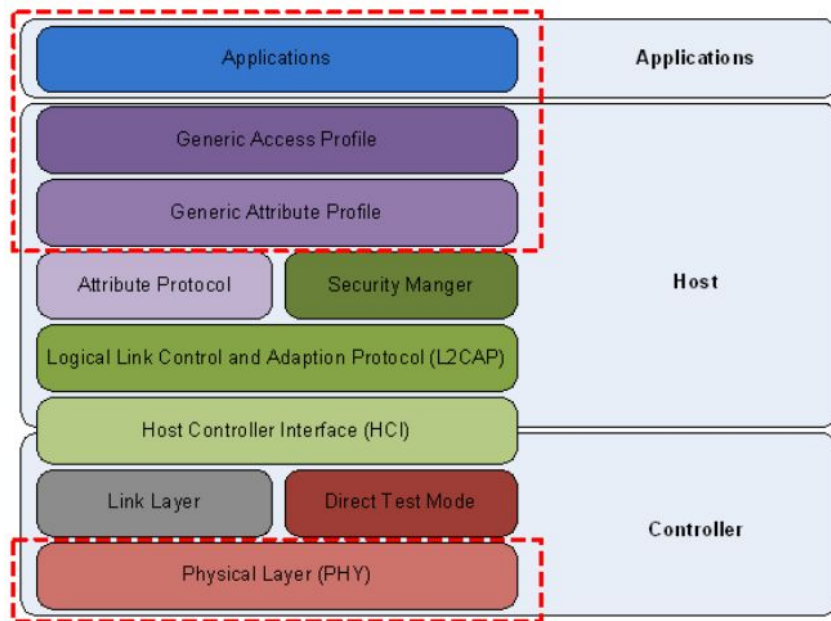 Applications
Applications
Generic Access Profile
Generic Attribute Profile
Attribute Protocol
Security Manger
Host
Logical Link Control and Adaption Protocol (L2CAP)
Host Controller Interface (HCI)
Link Layer
Direct Test Mode
Controller
Physical Layer (PHY)